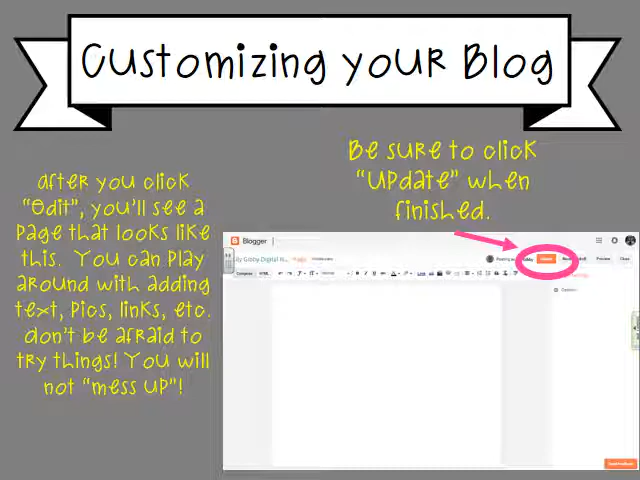 Customizing your Blog
Be sure to click
"Update" when
finished.
After you click
"Edit", you'll see a
page that looks like
this. You can play
around with adding
text, pics, links, etc.
don't be afraid to
try things! You will
not "mess up"!
Blogger
Compose
HTML
Preview
Close